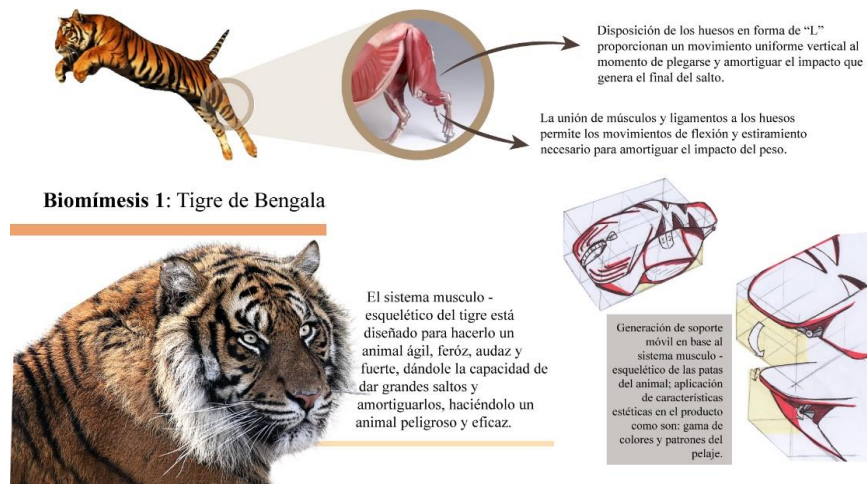 Disposición de los huesos en forma de “L”
proporcionan un movimiento uniforme vertical al
momento de plegarse y amortiguar el impacto que
genera el final del salto.
La unión de músculos y ligamentos a los huesos
permite los movimientos de flexión y estiramiento
necesario para amortiguar el impacto del peso.
Biomímesis 1: Tigre de Bengala
El sistema musculo -
esquelético del tigre está
diseñado para hacerlo un
animal ágil, feróz, audaz y
fuerte, dándole la capacidad de
dar grandes saltos y
amortiguarlos, haciéndolo un
animal peligroso y eficaz.
Generación de soporte
móvil en base al
sistema musculo -
esquelético de las patas
del animal; aplicación
de características
estéticas en el producto
como son: gama de
colores y patrones del
pelaje.